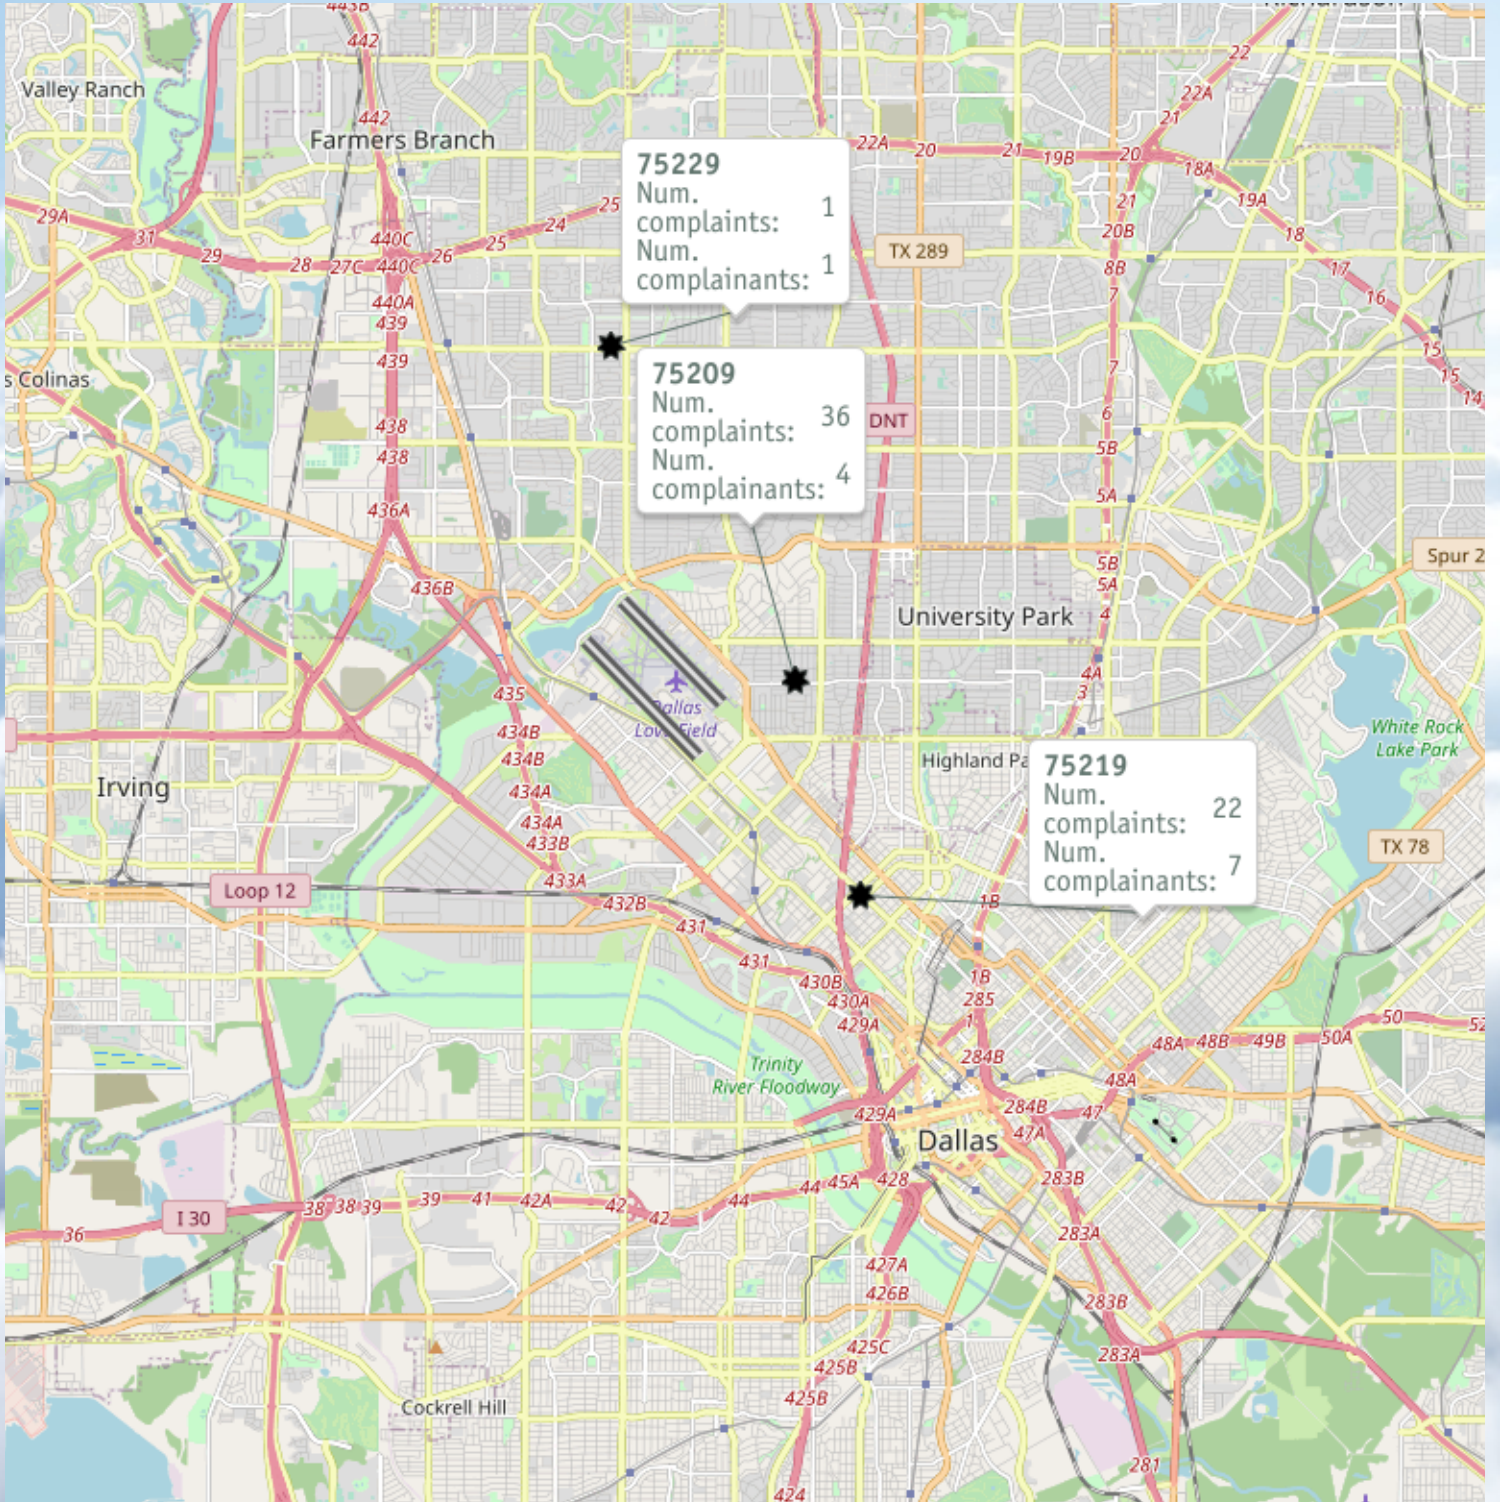 443B
442
Valley Ranch
442
Farmers Branch
22
22A
21
22A
20
21
19B
20
18A
19A
18
17
16
15
15
14
29A
31
29
28
27C
440C
440C
26
25
24
25
440A
439
439
438
438
436A
21
20B
8B
7
7
6
5B
5A
5B
5A
4
4A
3
TX 289
DNT
75229
Num.
complaints: 1
Num.
complainants: 1
75209
Num.
complaints: 36
Num.
complainants: 4
s Colinas
Spur 2
436B
University Park
435
434B
434B
434A
434A
433B
433A
432B
431
431
430B
430A
429A
Dallas
Love Field
Irving
Highland Pa
White Rock
Lake Park
75219
Num.
complaints: 22
Num.
complainants: 7
TX 78
Loop 12
1B
1B
285
1
284B
284B
Trinity
River Floodway
48A
48B
49B
50A
50
52
48A
47
47A
429A
Dallas
283B
428
45A
44
44
42
42
42A
41
39
39
38
38
I 30
36
283A
427A
426B
283B
425C
283A
425B
425B
Cockrell Hill
281
424